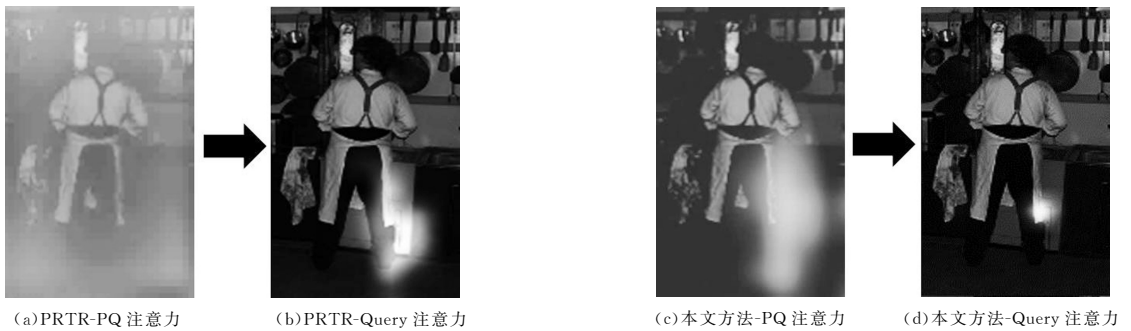 (a)PRTR-PQ 注意力
(b)PRTR-Query 注意力
(c)本文方法-PQ 注意力
(d)本文方法-Query 注意力